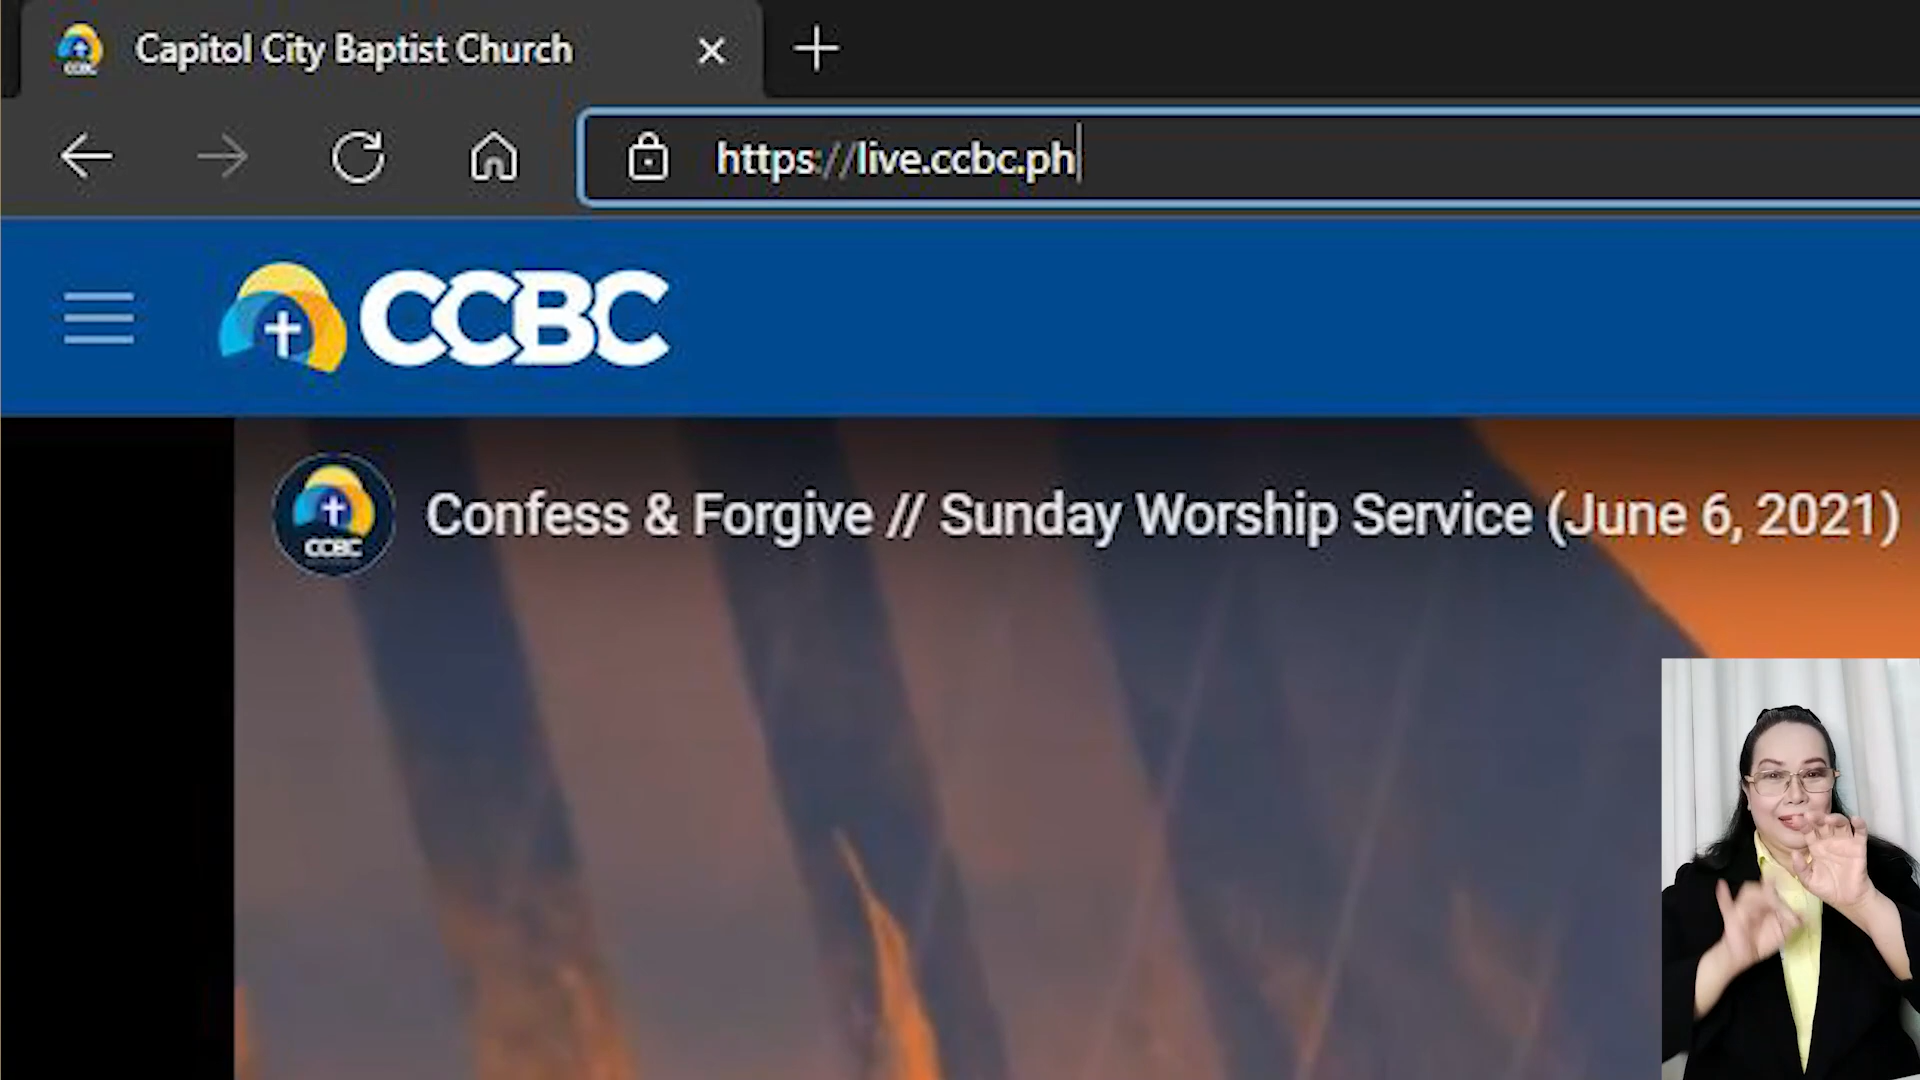 Capitol City Baptist Church
https://live.ccbc.ph
CCBC
CCBC
Confess & Forgive // Sunday Worship Service (June 6, 2021)